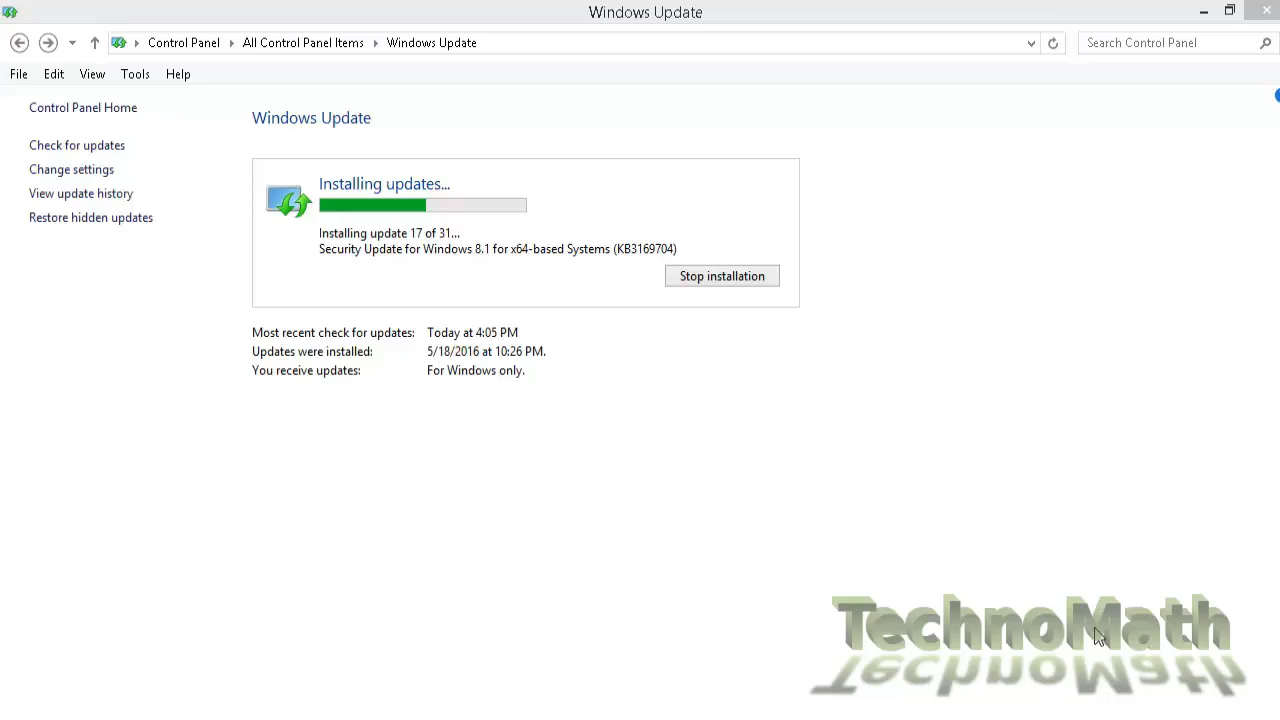 Windows Update
Control Panel All Control Panel Items Windows Update
Search Control Panel
File Edit View Tools Help
Control Panel Home
Check for updates
Change settings
View update history
Restore hidden updates
Windows Update
Installing updates...
Installing update 17 of 31...
Security Update for Windows 8.1 for x64-based Systems (KB3169704)
Stop installation
Most recent check for updates: Today at 4:05 PM
Updates were installed: 5/18/2016 at 10:26 PM.
You receive updates: For Windows only.
TechnoMath